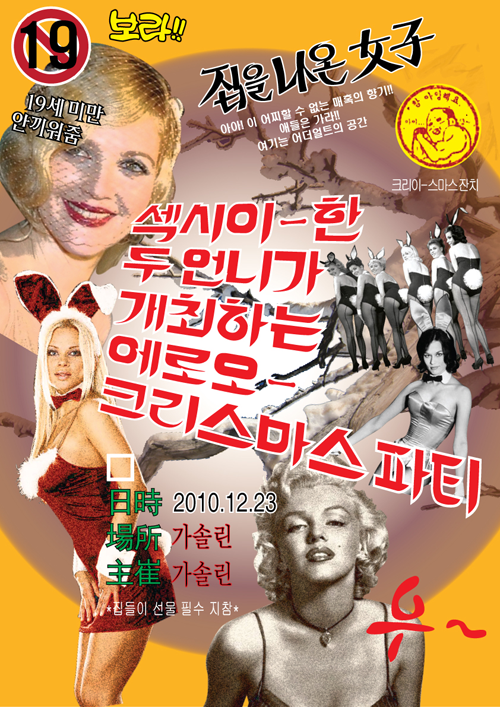 19
19세 미만
안끼워줌
보라!!
집을 나온 女子
아아! 이 어찌할 수 없는 매혹의 향기!!
애들은 가라!!
여기는 어더얼트의 공간
크리이-스마스잔치
섹시이-한
두 언니가
개최하는
에로오-
크리스마스 파티
日時 2010.12.23
場所 가솔린
主崔 가솔린
*집들이 선물 필수 지참*
우~